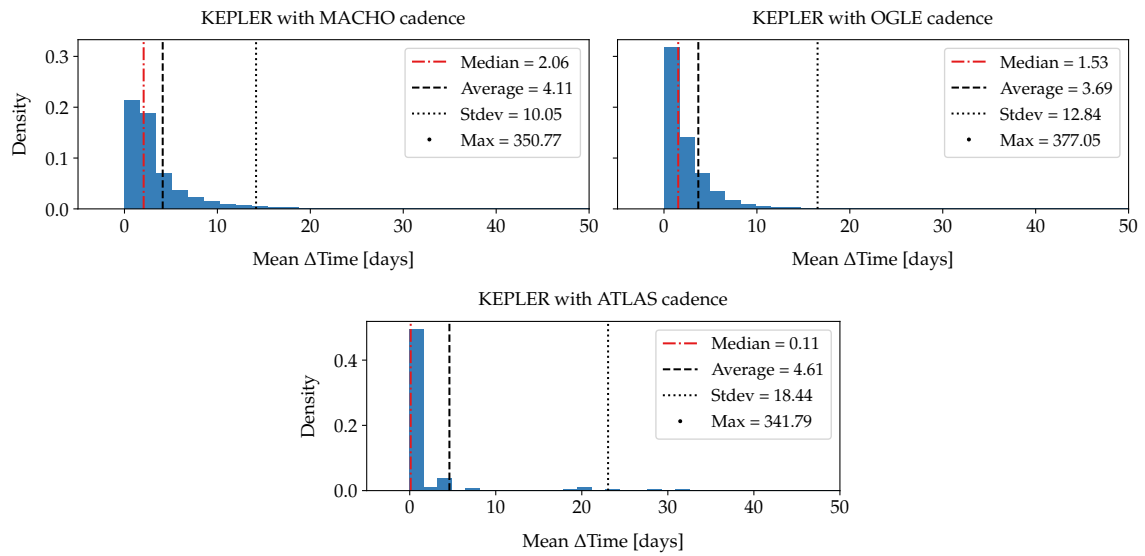 KEPLER with MACHO cadence
Density
0.3
0.2
0.1
0.0
Median = 2.06
Average = 4.11
Stdev = 10.05
Max = 350.77
0 10 20 30 40 50
Mean ΔTime [days]
KEPLER with OGLE cadence
Median = 1.53
Average = 3.69
Stdev = 12.84
Max = 377.05
0 10 20 30 40 50
Mean ΔTime [days]
KEPLER with ATLAS cadence
Density
0.4
0.2
0.0
Median = 0.11
Average = 4.61
Stdev = 18.44
Max = 341.79
0 10 20 30 40 50
Mean ΔTime [days]